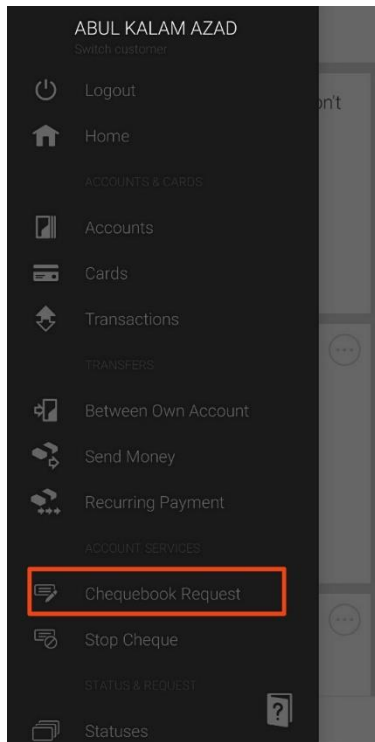 ABUL KALAM AZAD
Switch customer
Logout
on't
Home
ACCOUNTS & CARDS
Accounts
Cards
Transactions
TRANSFERS
Between Own Account
Send Money
Recurring Payment
ACCOUNT SERVICES
Chequebook Request
Stop Cheque
STATUS & REQUEST
?
Statuses